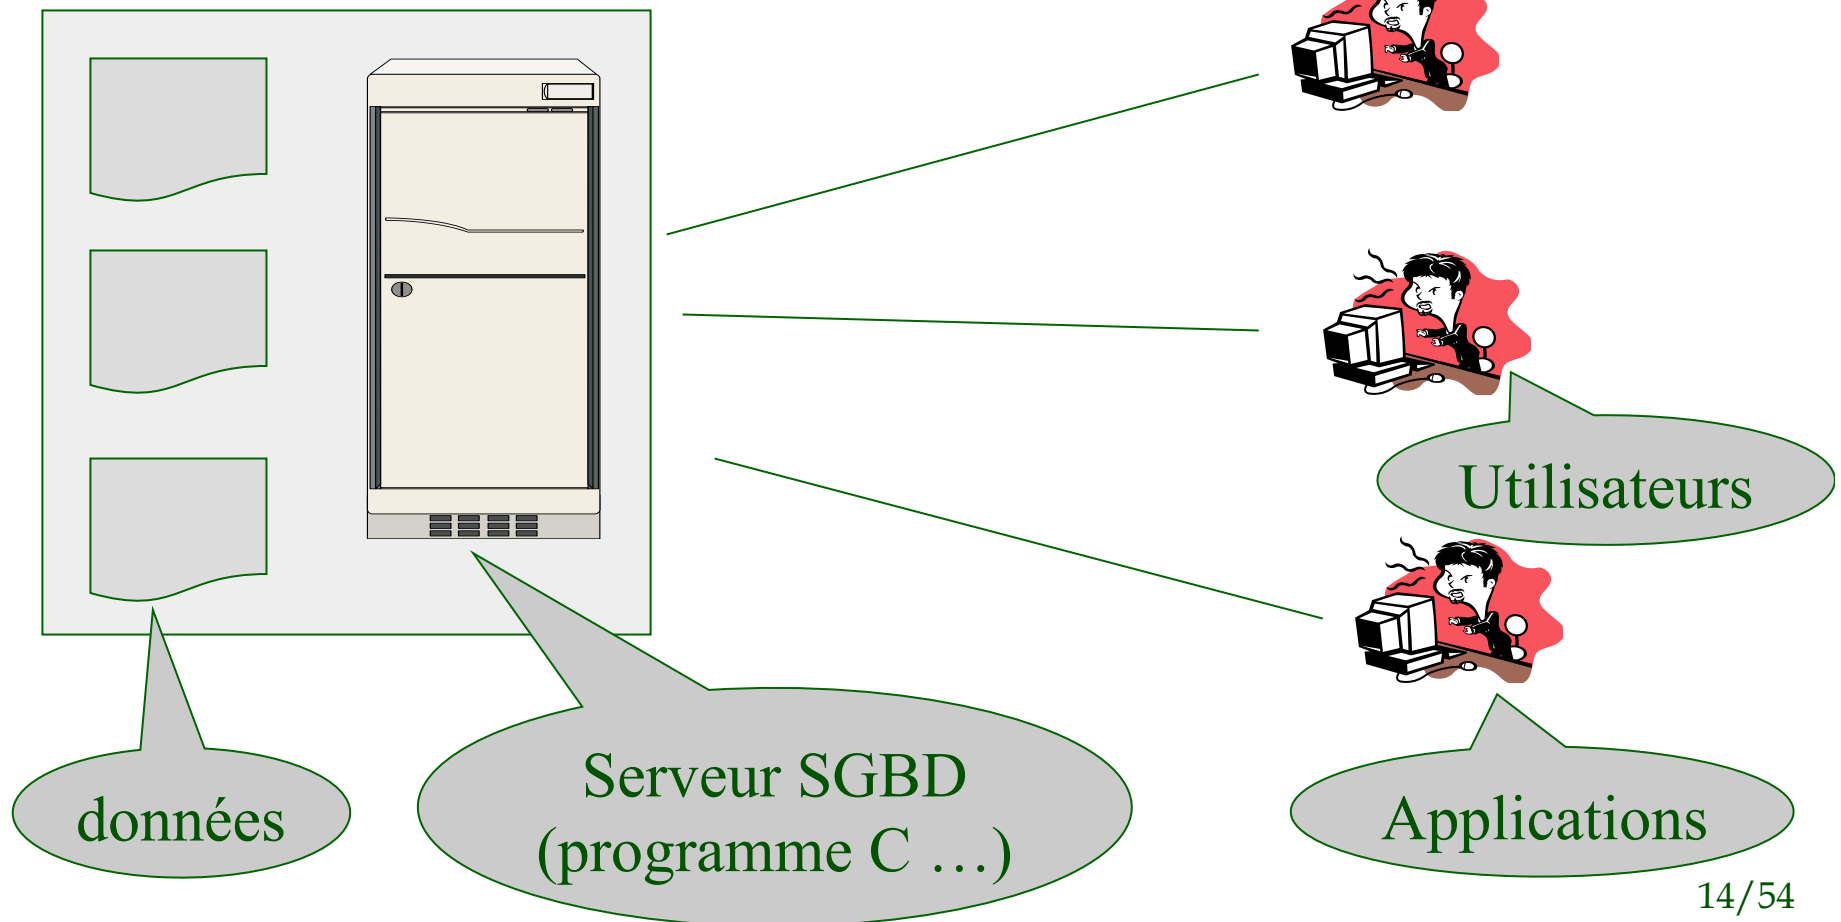 Utilisateurs
données
Serveur SGBD
(programme C …)
Applications
14/54